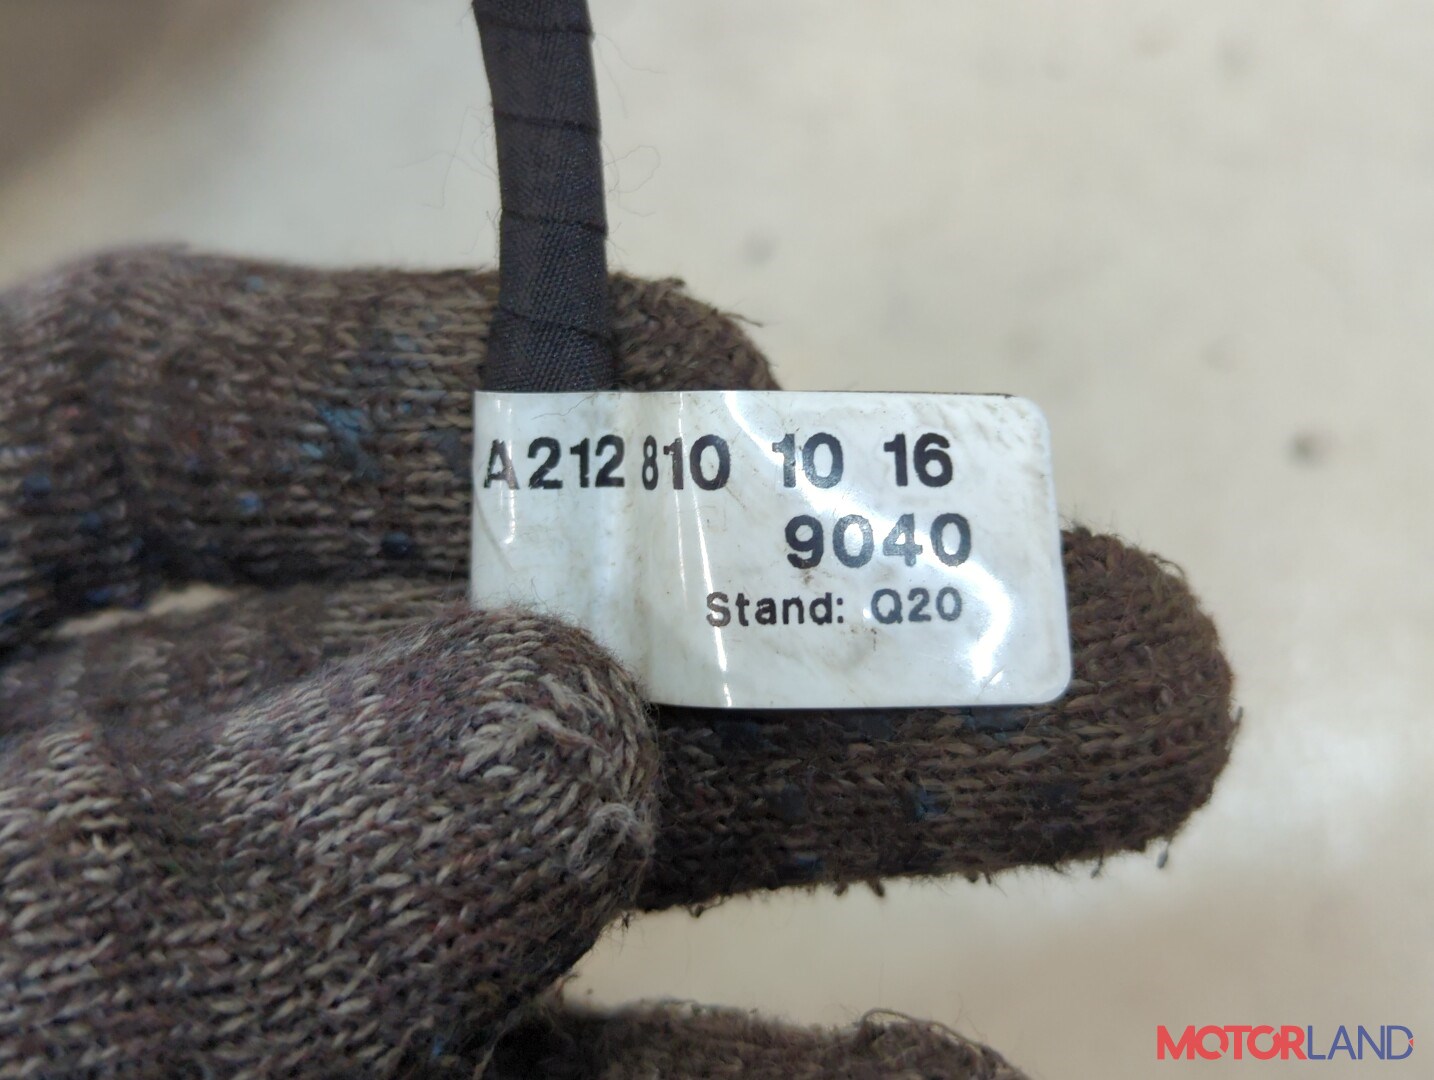 A 212 810 10 16
9040
Stand: Q20
MOTORLAND